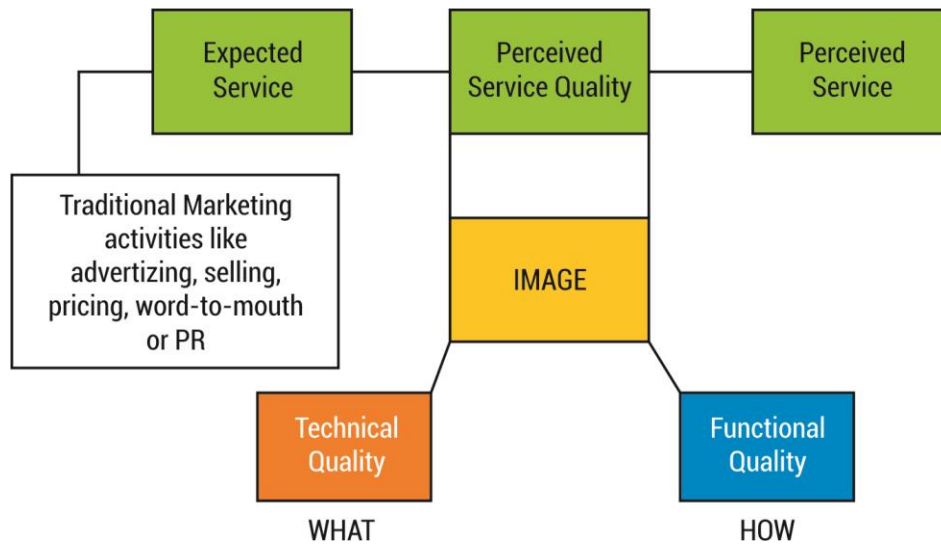 Expected
Service
Perceived
Service Quality
Perceived
Service
Traditional Marketing
activities like
advertizing, selling,
pricing, word-to-mouth
or PR
IMAGE
Technical
Quality
Functional
Quality
WHAT
HOW